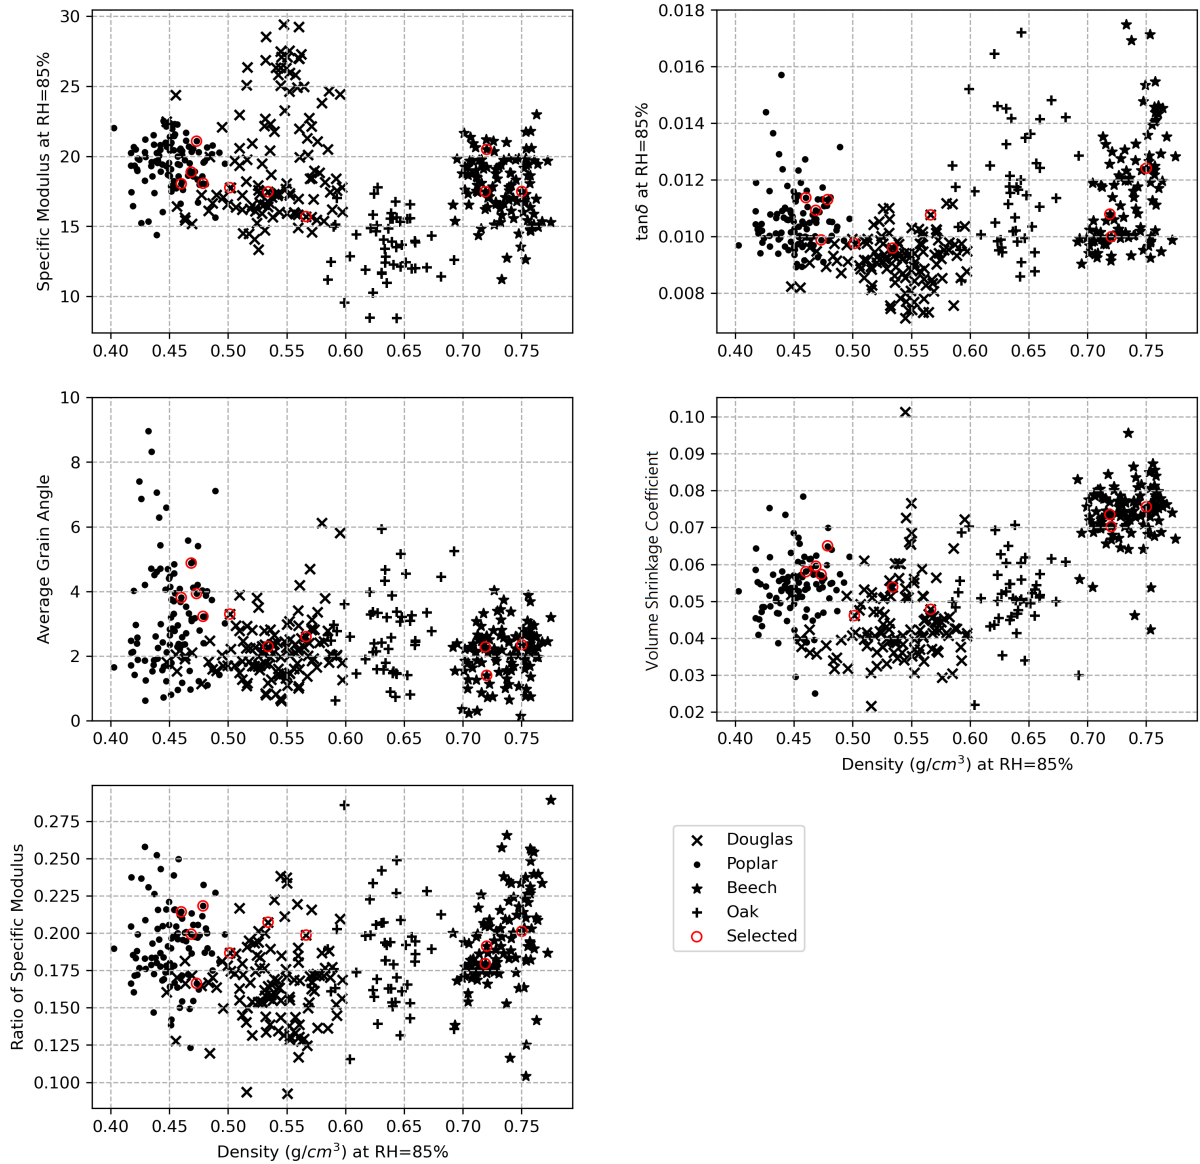 30
25
20
15
10
0.40 0.45 0.50 0.55 0.60 0.65 0.70 0.75
Specific Modulus at RH=85%
0.018
0.016
0.014
0.012
0.010
0.008
0.40 0.45 0.50 0.55 0.60 0.65 0.70 0.75
tanδ at RH=85%
10
8
6
4
2
0
0.40 0.45 0.50 0.55 0.60 0.65 0.70 0.75
Average Grain Angle
0.10
0.09
0.08
0.07
0.06
0.05
0.04
0.03
0.02
0.40 0.45 0.50 0.55 0.60 0.65 0.70 0.75
Volume Shrinkage Coefficient
Density (g/cm³) at RH=85%
0.275
0.250
0.225
0.200
0.175
0.150
0.125
0.100
0.40 0.45 0.50 0.55 0.60 0.65 0.70 0.75
Ratio of Specific Modulus
Density (g/cm³) at RH=85%
Douglas
Poplar
Beech
Oak
Selected